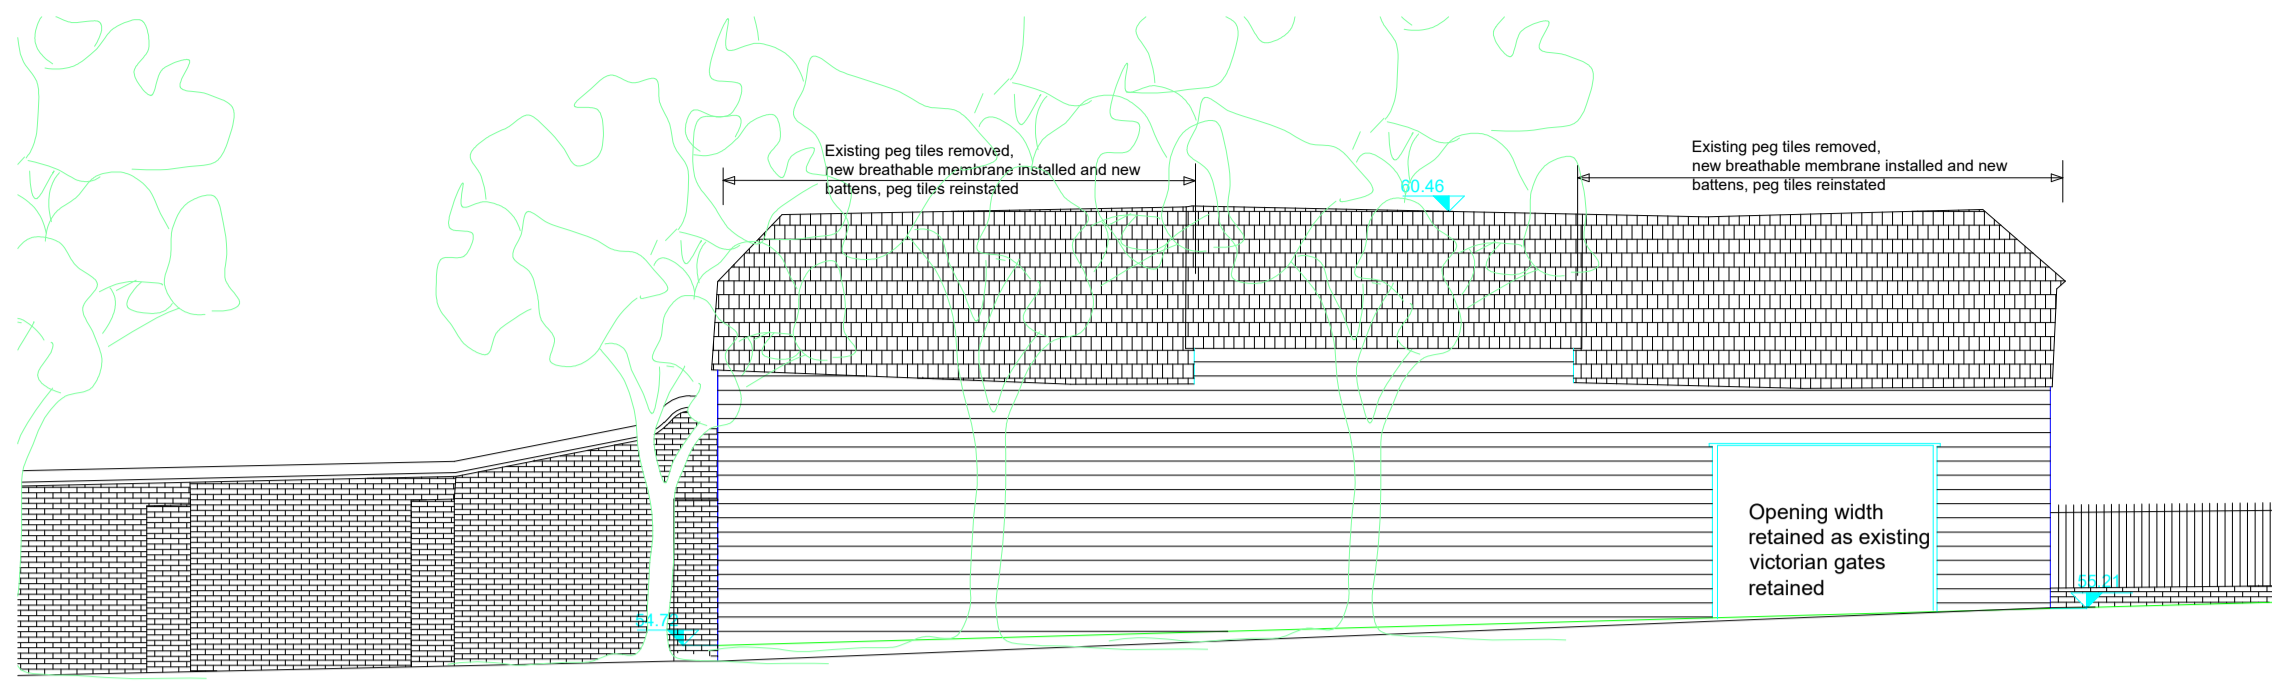 Existing peg tiles removed,
new breathable membrane installed and new
battens, peg tiles reinstated
Existing peg tiles removed,
new breathable membrane installed and new
battens, peg tiles reinstated
60.46
Opening width
retained as existing
victorian gates
retained
55.21